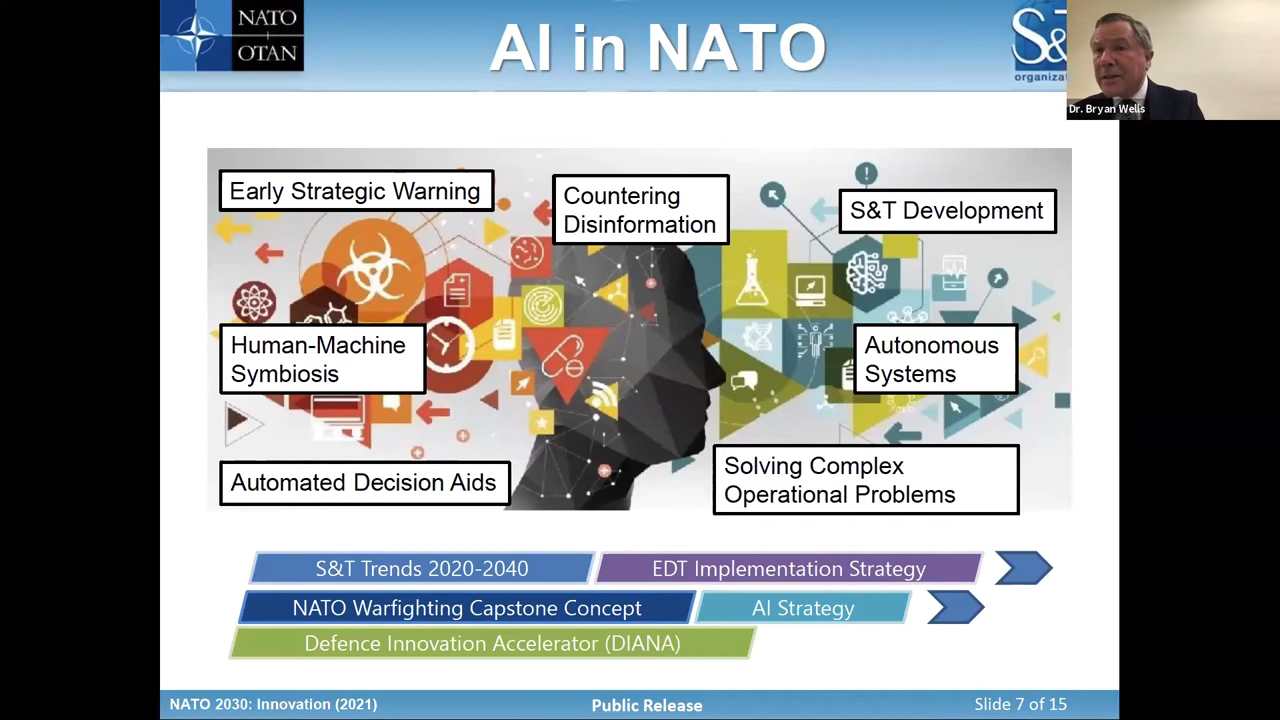 NATO
OTAN
AI in NATO
S&
organizat
Dr. Bryan Wells
Early Strategic Warning
Countering
Disinformation
S&T Development
Human-Machine
Symbiosis
Autonomous
Systems
Automated Decision Aids
Solving Complex
Operational Problems
S&T Trends 2020-2040
EDT Implementation Strategy
NATO Warfighting Capstone Concept
AI Strategy
Defence Innovation Accelerator (DIANA)
NATO 2030: Innovation (2021)
Public Release
Slide 7 of 15